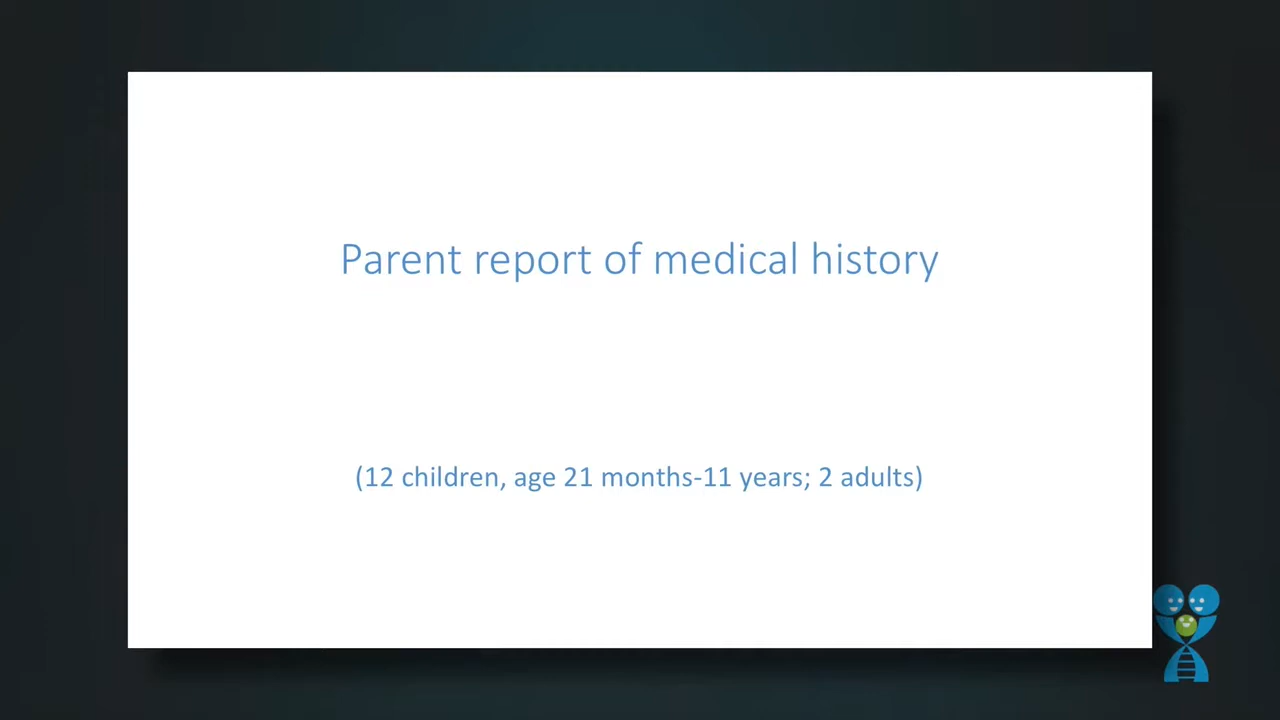 Parent report of medical history
(12 children, age 21 months-11 years; 2 adults)